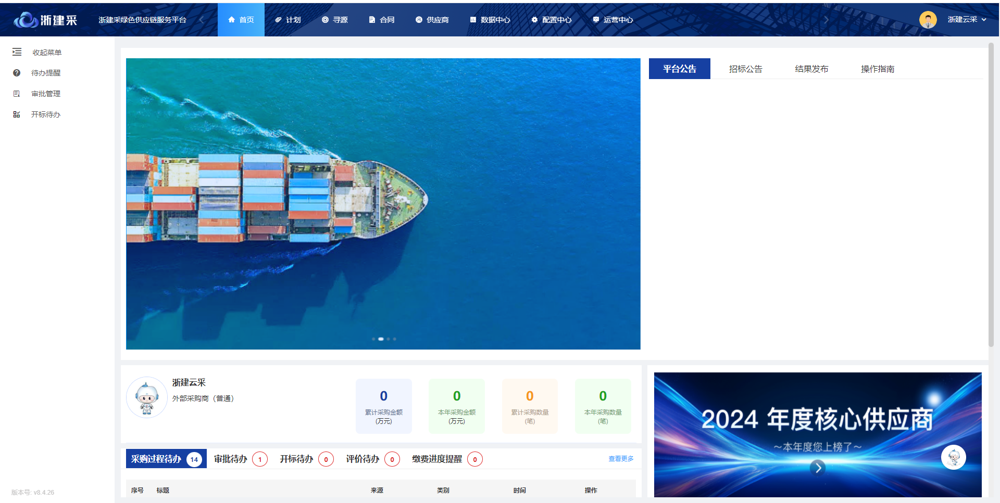 浙建采
浙建采绿色供应链服务平台
首页
计划
寻源
合同
供应商
数据中心
配置中心
运营中心
浙建云采
收起菜单
待办提醒
审批管理
开标待办
平台公告
招标公告
结果发布
操作指南
浙建云采
外部采购商（普通）
0
累计采购金额
(万元)
0
本年采购金额
(万元)
0
累计采购数量
(笔)
0
本年采购数量
(笔)
2024 年度核心供应商
～本年度您上榜了～
采购过程待办 14
审批待办 1
开标待办 0
评价待办 0
缴费进度提醒 0
查看更多
序号
标题
来源
类别
时间
操作
版本号: v8.4.26